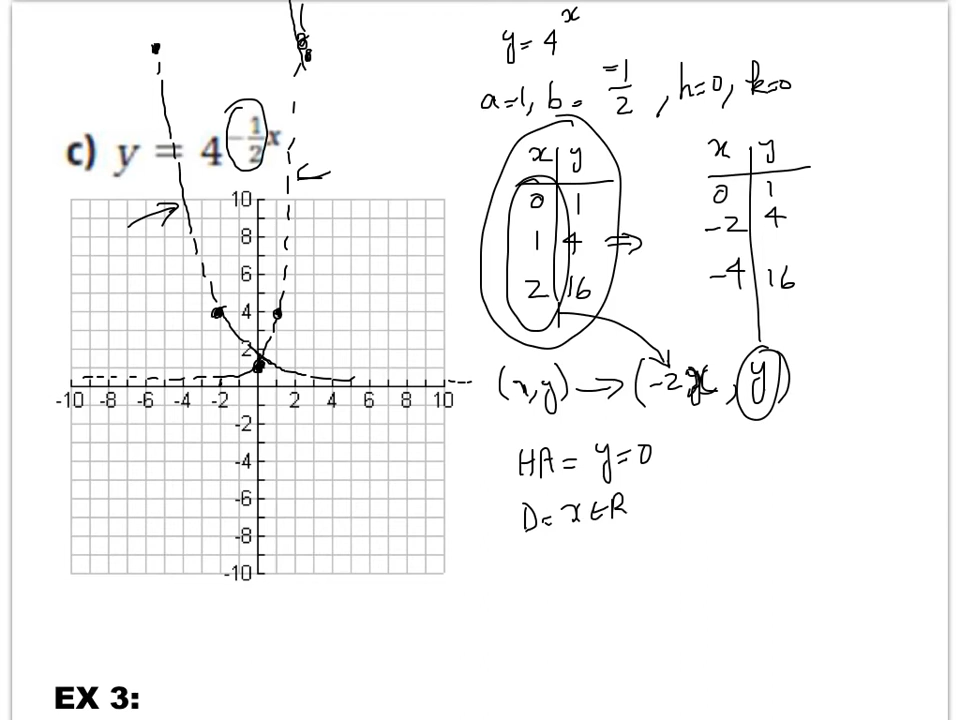 y = 4^x
a=1, b = -1/2, h=0, k=0
c) y = 4^(-1/2 x)
x | y
0 | 1
1 | 4
2 | 16
⇒
x | y
0 | 1
-2 | 4
-4 | 16
10
8
6
4
2
-10 -8 -6 -4 -2 2 4 6 8 10
-2
-4
-6
-8
-10
(x,y) → (-2x, y)
HA = y=0
D= x∈R
EX 3: